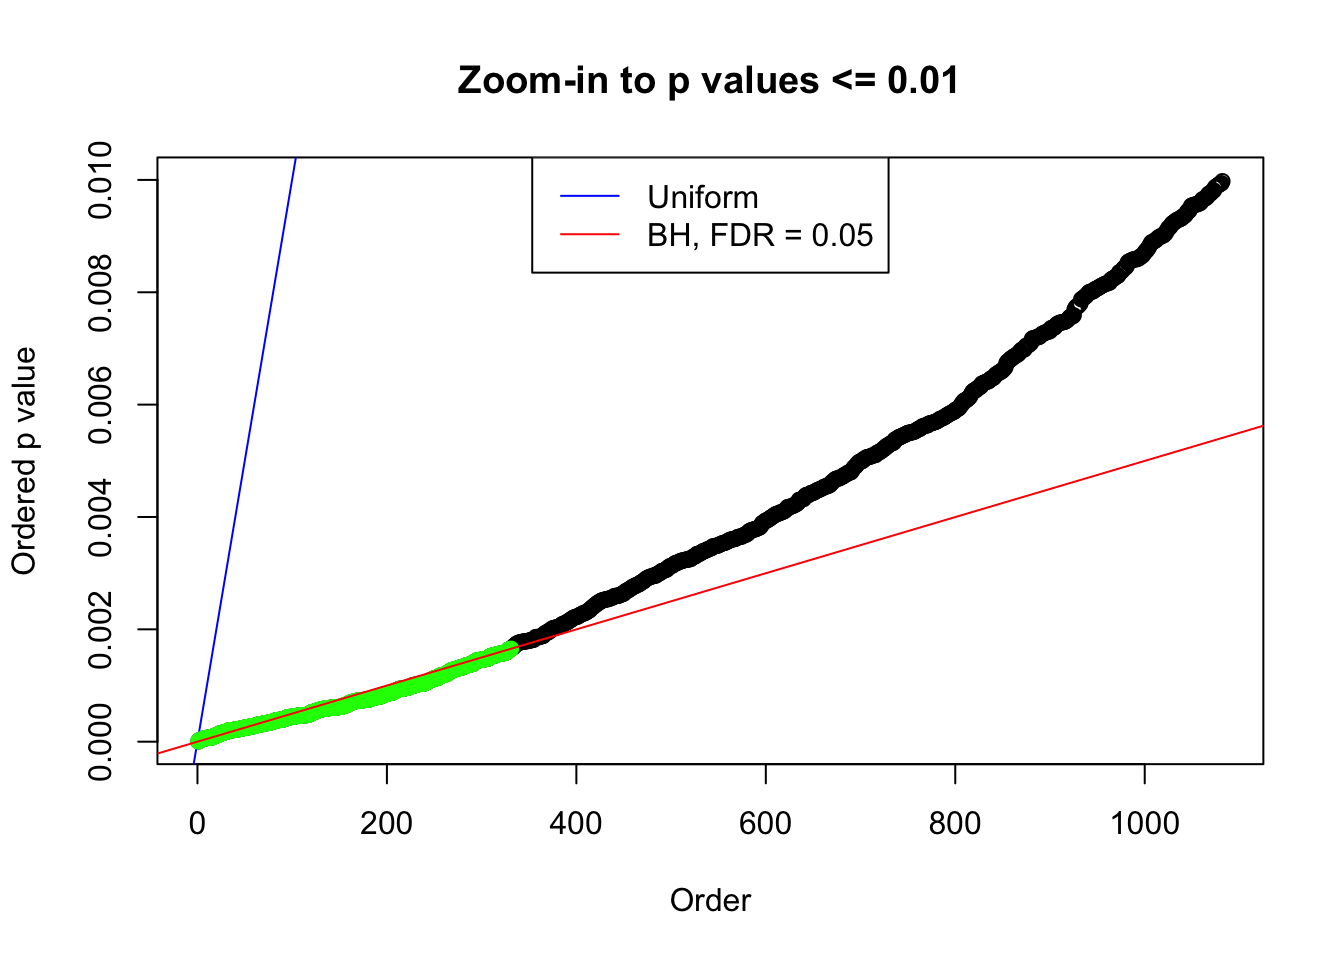 Zoom-in to p values <= 0.01
Uniform
BH, FDR = 0.05
Ordered p value
0.010
0.008
0.006
0.004
0.002
0.000
0 200 400 600 800 1000
Order